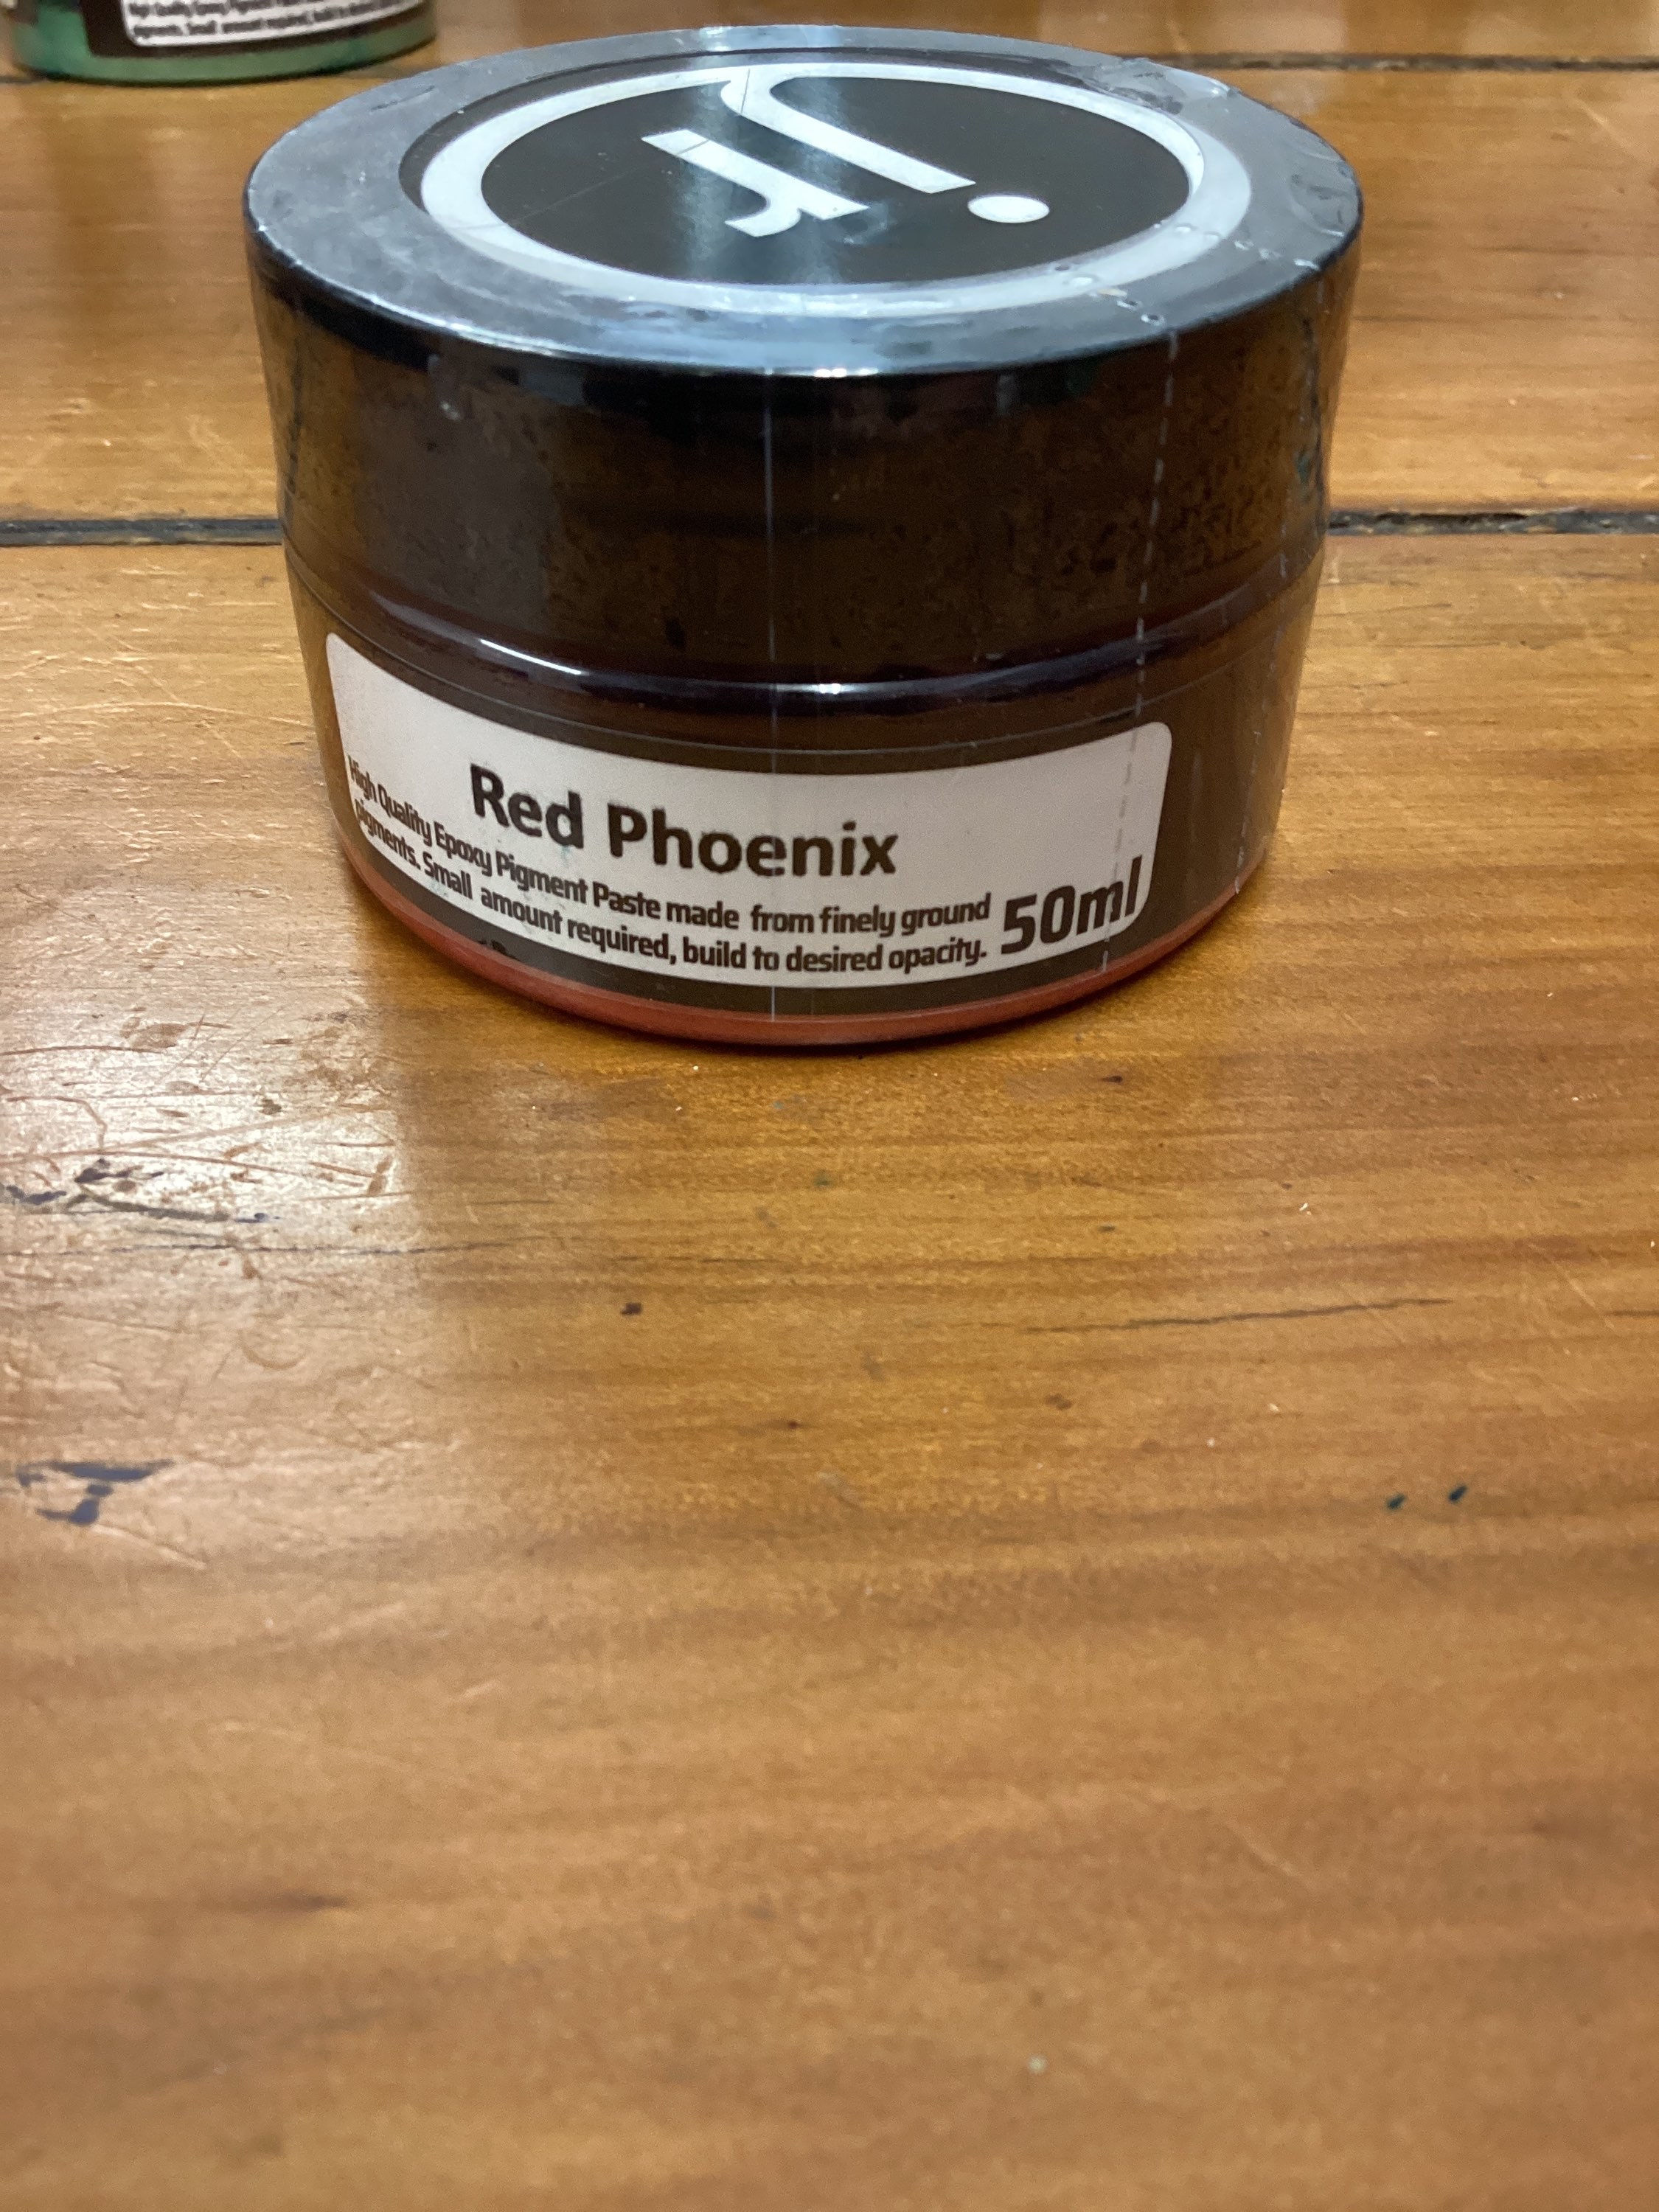 Red Phoenix
High Quality Epoxy Pigment Paste made from finely ground
pigments. Small amount required, build to desired opacity.
50ml